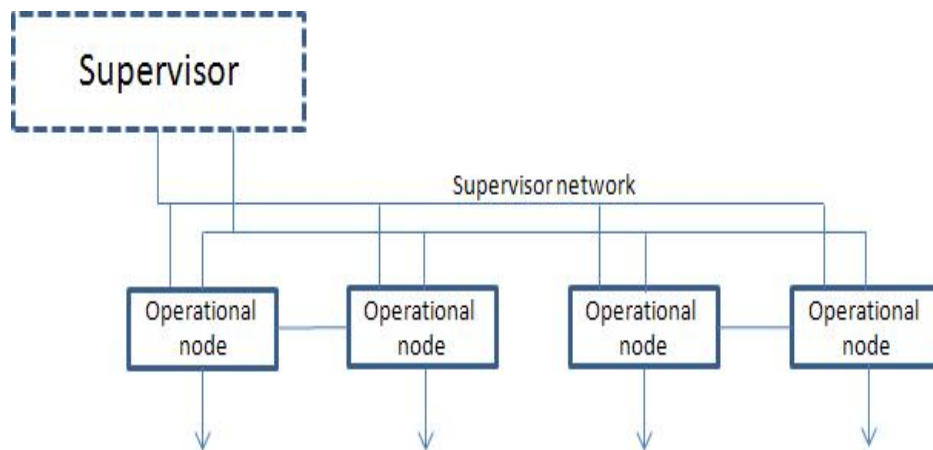 Supervisor
Supervisor network
Operational
node
Operational
node
Operational
node
Operational
node